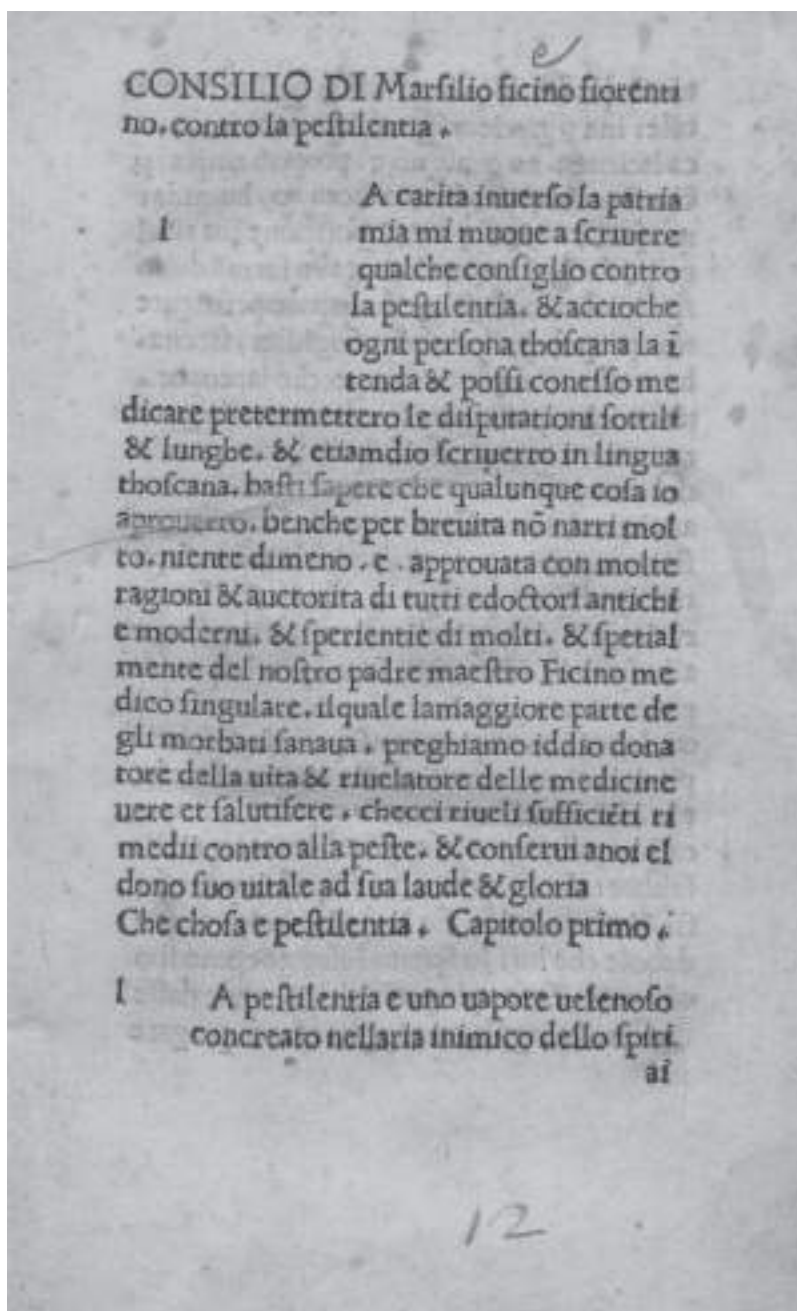 e
CONSILIO DI Marſilio ficino fiorenti
no. contro la peſtilentia.
A carita inuerſo la patria
l mia mi muoue a ſcriuere
qualche conſiglio contro
la peſtilentia. & accioche
ogni perſona thoſcana la ī
tenda & poſſi coneſſo me
dicare pretermettero le diſputationi ſottili
& lunghe. & etiamdio ſcriuerro in lingua
thoſcana. baſti ſapere che qualunque coſa io
aprouerro. benche per breuita nō narri mol
to. niente dimeno. e. approuata con molte
ragioni & auctorita di tutti edoctori antichi
e moderni. & ſperientie di molti. & ſpetial
mente del noſtro padre maeſtro Ficino me
dico ſingulare. ilquale lamaggiore parte de
gli morbati ſanaua. preghiamo iddio dona
tore della uita & riuelatore delle medicine
uere et ſalutifere. checci riueli ſufficiēti ri
medii contro alla peſte. & conſerui anoi el
dono ſuo uitale ad ſua laude & gloria
Che choſa e peſtilentia. Capitolo primo.
l A peſtilentia e uno uapore uelenoſo
concreato nellaria inimico dello ſpiri.
ai
12